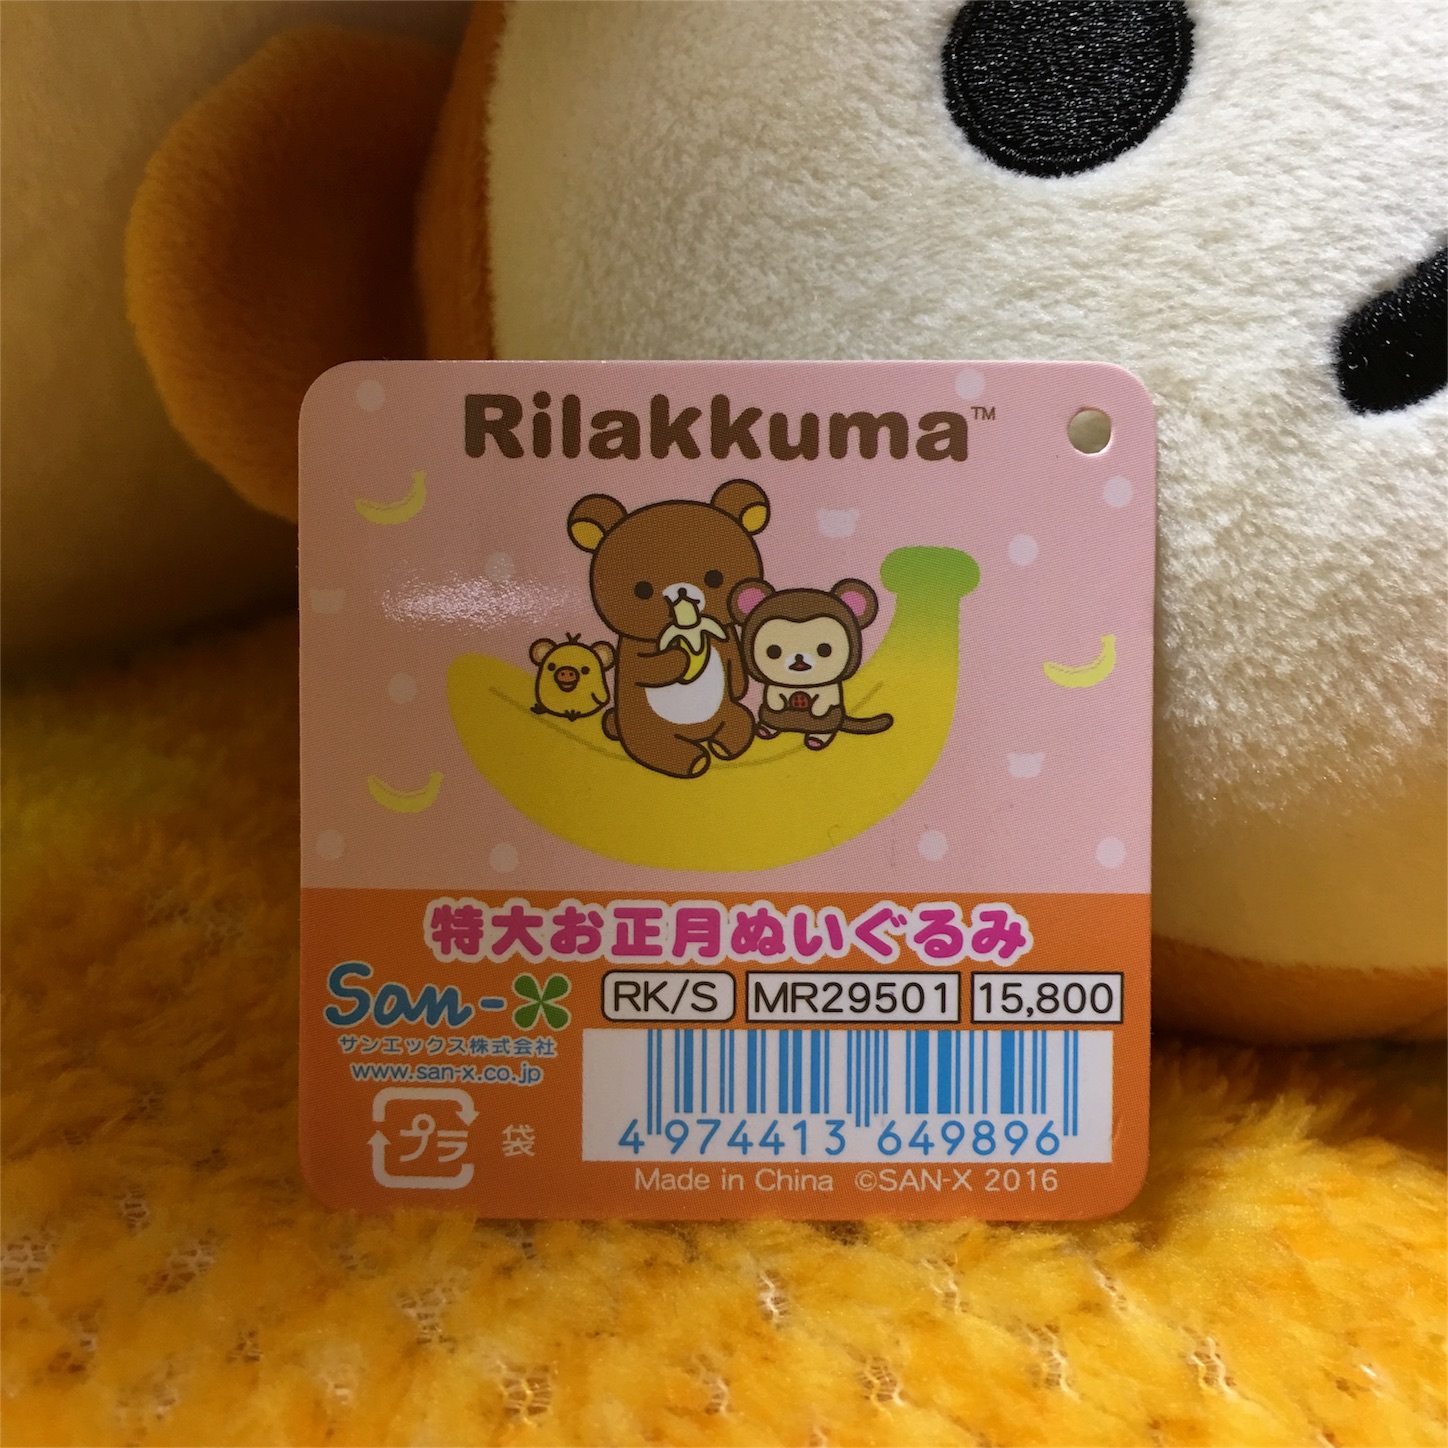 Rilakkuma™
特大お正月ぬいぐるみ
San-X
RK/S MR29501 15,800
サンエックス株式会社
www.san-x.co.jp
プラ 袋
4 974413 649896
Made in China ©SAN-X 2016